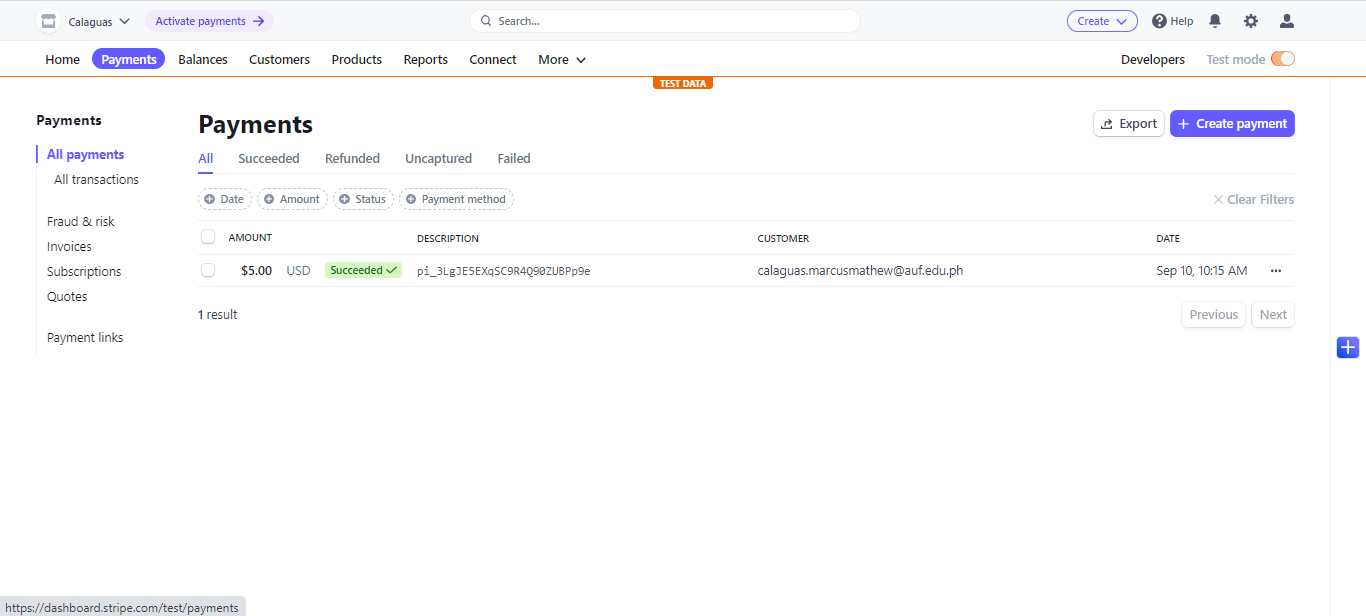 Calaguas Activate payments → Search... Create Help
Home Payments Balances Customers Products Reports Connect More Developers Test mode
TEST DATA
Payments
Payments Export + Create payment
All payments
All Succeeded Refunded Uncaptured Failed
All transactions
Date Amount Status Payment method × Clear Filters
Fraud & risk
AMOUNT DESCRIPTION CUSTOMER DATE
Invoices
Subscriptions
$5.00 USD Succeeded ✓ pi_3LgJE5EXqSC9R4Q90ZUBPp9e calaguas.marcusmathew@auf.edu.ph Sep 10, 10:15 AM ···
Quotes
1 result Previous Next
Payment links
https://dashboard.stripe.com/test/payments